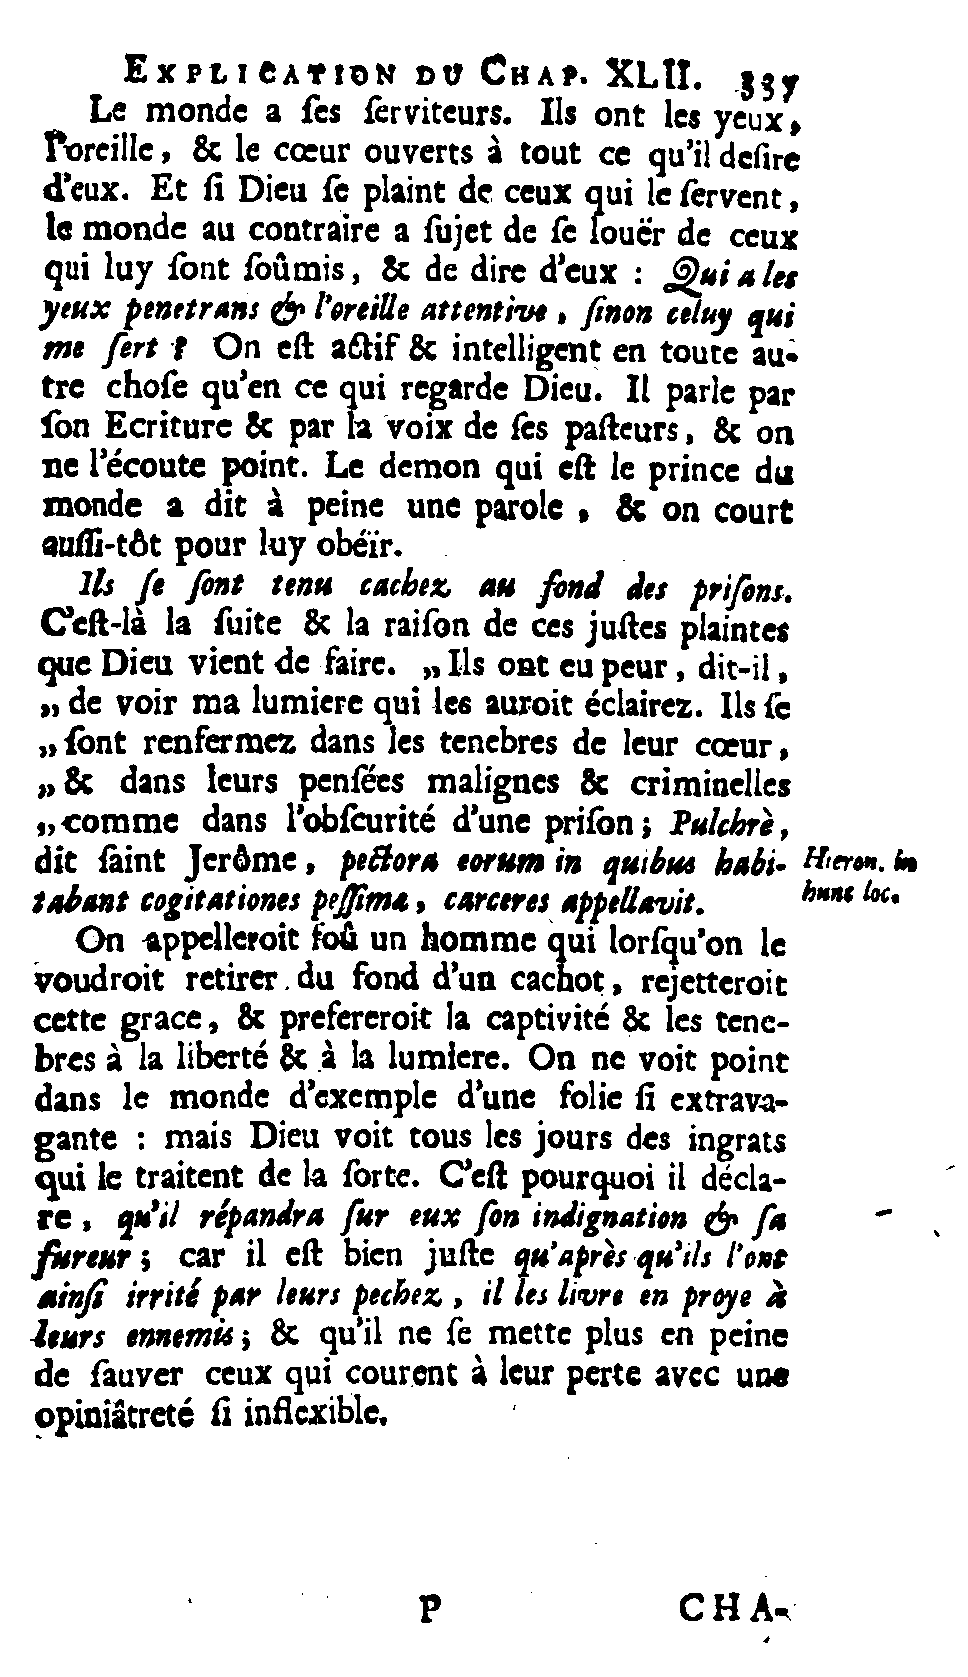 EXPLICATION DU CHAP. XLII. 337
Le monde a ſes ſerviteurs. Ils ont les yeux,
l'oreille, & le cœur ouverts à tout ce qu'il deſire
d'eux. Et ſi Dieu ſe plaint de ceux qui le ſervent,
le monde au contraire a ſujet de ſe louër de ceux
qui luy ſont ſoûmis, & de dire d'eux : Qui a les
yeux penetrans & l'oreille attentive, ſinon celuy qui
me ſert ? On eſt actif & intelligent en toute au-
tre choſe qu'en ce qui regarde Dieu. Il parle par
ſon Ecriture & par la voix de ſes paſteurs, & on
ne l'écoute point. Le demon qui eſt le prince du
monde a dit à peine une parole, & on court
auſſi-tôt pour luy obéïr.
Ils ſe ſont tenu cachez au fond des priſons.
C'eſt-là la ſuite & la raiſon de ces juſtes plaintes
que Dieu vient de faire. „Ils ont eu peur, dit-il,
„de voir ma lumiere qui les auroit éclairez. Ils ſe
„ſont renfermez dans les tenebres de leur cœur,
„& dans leurs penſées malignes & criminelles
„comme dans l'obſcurité d'une priſon; Pulchrè,
dit ſaint Jerôme, pectora eorum in quibus habi-
tabant cogitationes peſſima, carceres appellavit.
Hieron. in
hunc loc.
On appelleroit foû un homme qui lorſqu'on le
voudroit retirer du fond d'un cachot, rejetteroit
cette grace, & prefereroit la captivité & les tene-
bres à la liberté & à la lumiere. On ne voit point
dans le monde d'exemple d'une folie ſi extrava-
gante : mais Dieu voit tous les jours des ingrats
qui le traitent de la ſorte. C'eſt pourquoi il décla-
re, qu'il répandra ſur eux ſon indignation & ſa
fureur; car il eſt bien juſte qu'après qu'ils l'ont
ainſi irrité par leurs pechez, il les livre en proye à
leurs ennemis; & qu'il ne ſe mette plus en peine
de ſauver ceux qui courent à leur perte avec une
opiniâtreté ſi inflexible.
P CHA-